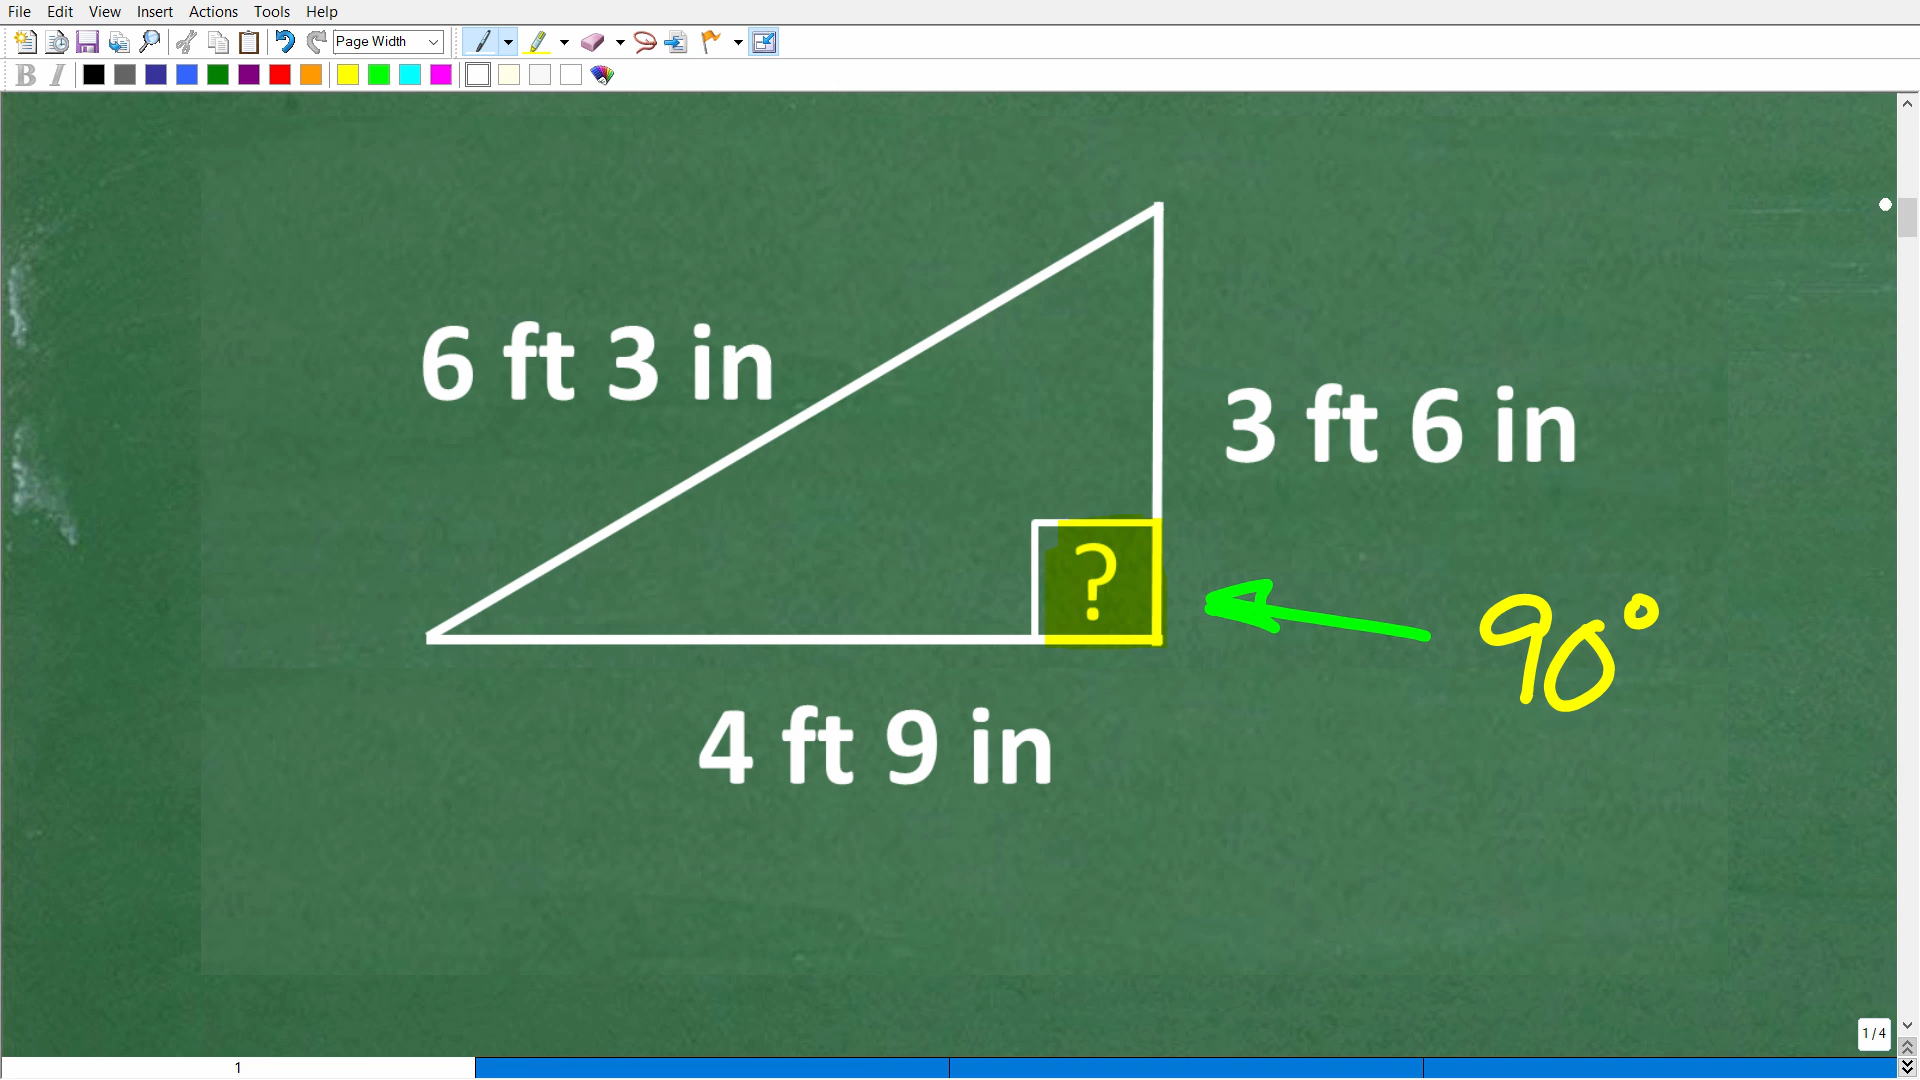 File Edit View Insert Actions Tools Help
Page Width
B I
6 ft 3 in
3 ft 6 in
?
90°
4 ft 9 in
1 / 4
1